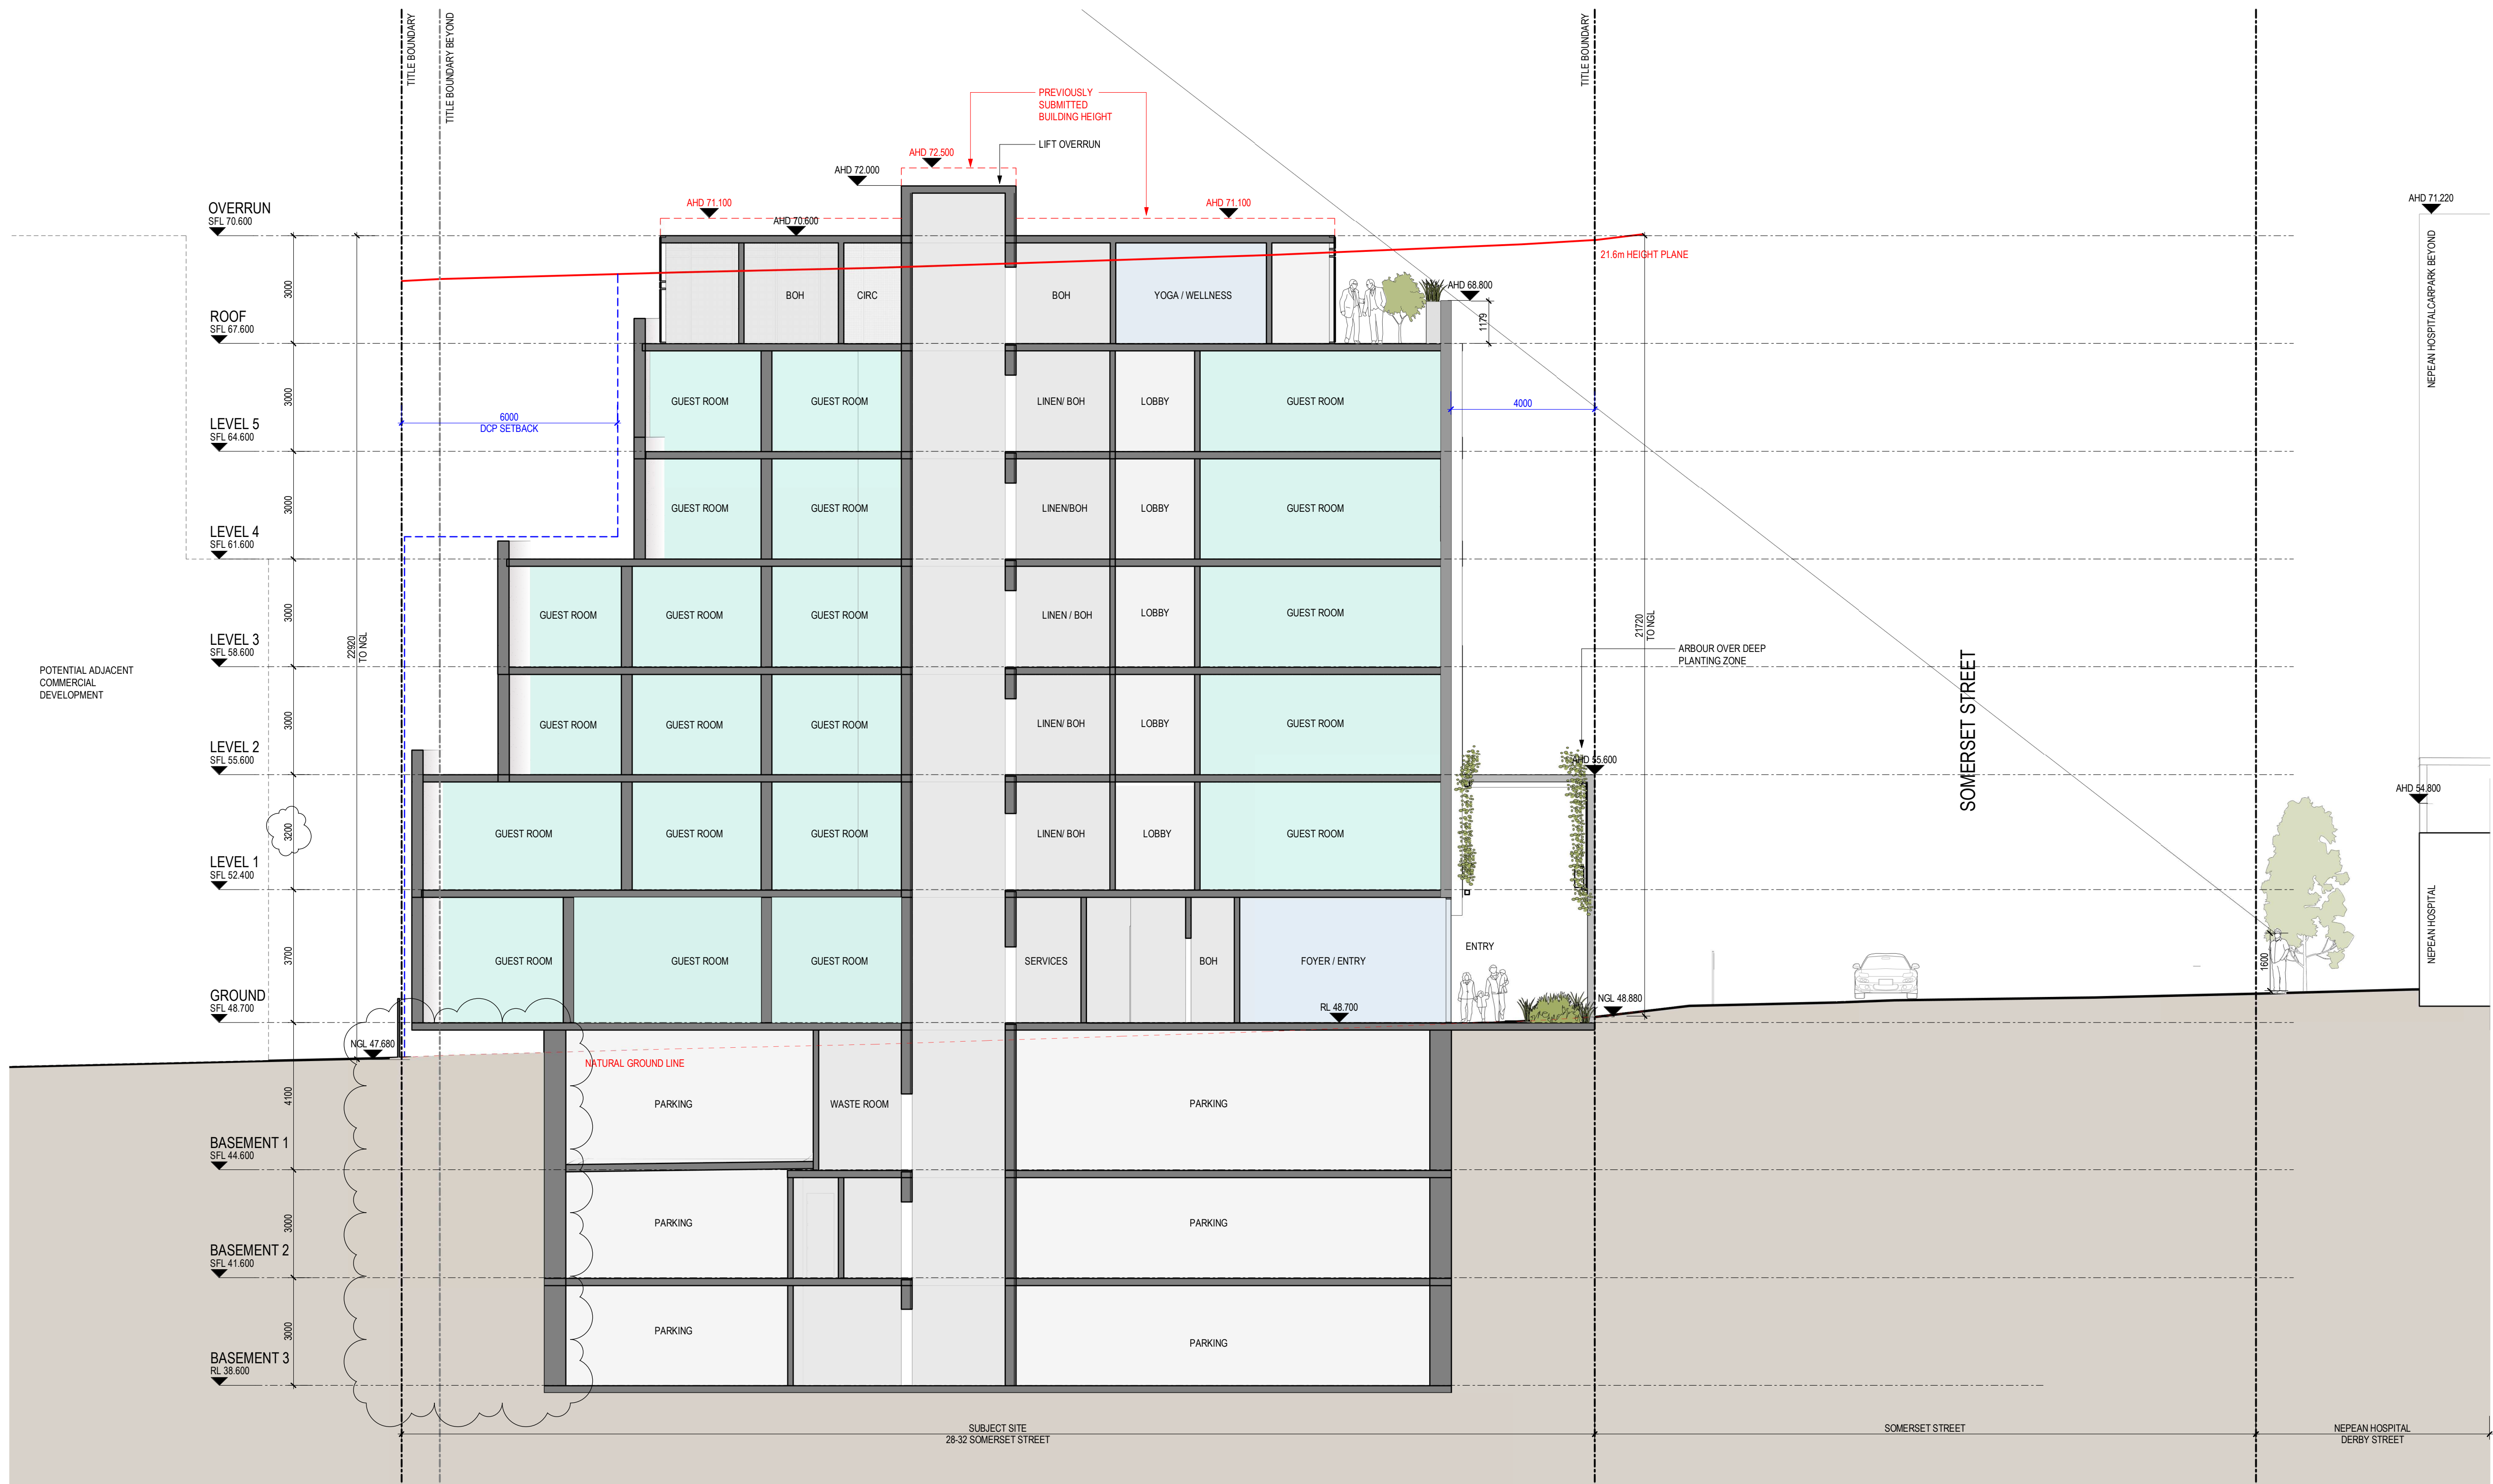 TITLE BOUNDARY
TITLE BOUNDARY BEYOND
TITLE BOUNDARY
PREVIOUSLY
SUBMITTED
BUILDING HEIGHT
LIFT OVERRUN
AHD 72.500
AHD 72.000
AHD 71.100
AHD 70.600
AHD 71.100
AHD 71.220
OVERRUN
SFL 70.600
21.6m HEIGHT PLANE
NEPEAN HOSPITALCARPARK BEYOND
3000
BOH
CIRC
BOH
YOGA / WELLNESS
AHD 68.800
1179
ROOF
SFL 67.600
3000
GUEST ROOM
GUEST ROOM
LINEN/ BOH
LOBBY
GUEST ROOM
6000
DCP SETBACK
4000
LEVEL 5
SFL 64.600
3000
GUEST ROOM
GUEST ROOM
LINEN/BOH
LOBBY
GUEST ROOM
LEVEL 4
SFL 61.600
3000
GUEST ROOM
GUEST ROOM
GUEST ROOM
LINEN / BOH
LOBBY
GUEST ROOM
22920
TO NGL
21720
TO NGL
LEVEL 3
SFL 58.600
ARBOUR OVER DEEP
PLANTING ZONE
POTENTIAL ADJACENT
COMMERCIAL
DEVELOPMENT
SOMERSET STREET
3000
GUEST ROOM
GUEST ROOM
GUEST ROOM
LINEN/ BOH
LOBBY
GUEST ROOM
LEVEL 2
SFL 55.600
AHD 55.600
AHD 54.800
3200
GUEST ROOM
GUEST ROOM
GUEST ROOM
LINEN/ BOH
LOBBY
GUEST ROOM
LEVEL 1
SFL 52.400
NEPEAN HOSPITAL
3700
GUEST ROOM
GUEST ROOM
GUEST ROOM
SERVICES
BOH
FOYER / ENTRY
ENTRY
1600
GROUND
SFL 48.700
RL 48.700
NGL 48.880
NGL 47.680
NATURAL GROUND LINE
4100
PARKING
WASTE ROOM
PARKING
BASEMENT 1
SFL 44.600
3000
PARKING
PARKING
BASEMENT 2
SFL 41.600
3000
PARKING
PARKING
BASEMENT 3
RL 38.600
SUBJECT SITE
28-32 SOMERSET STREET
SOMERSET STREET
NEPEAN HOSPITAL
DERBY STREET